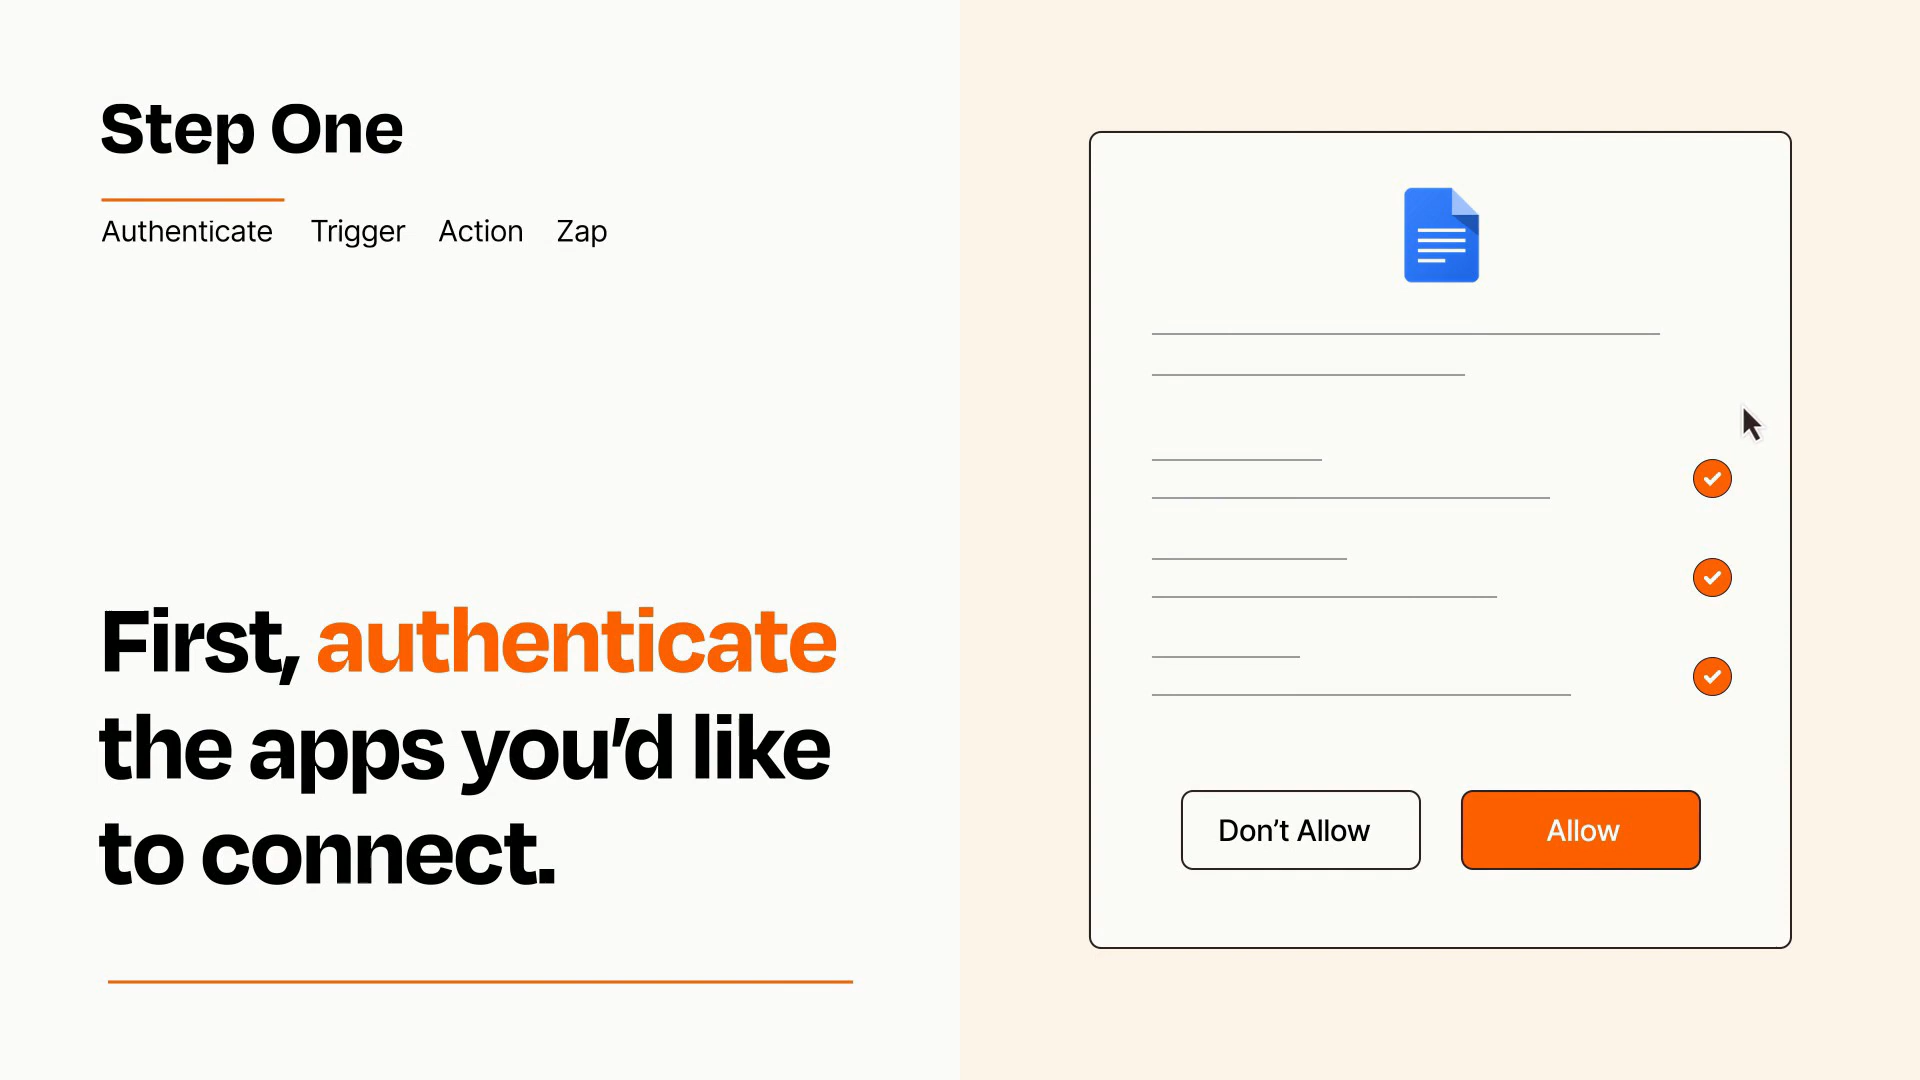 Step One
Authenticate Trigger Action Zap
First, authenticate
the apps you’d like
to connect.
Don’t Allow
Allow